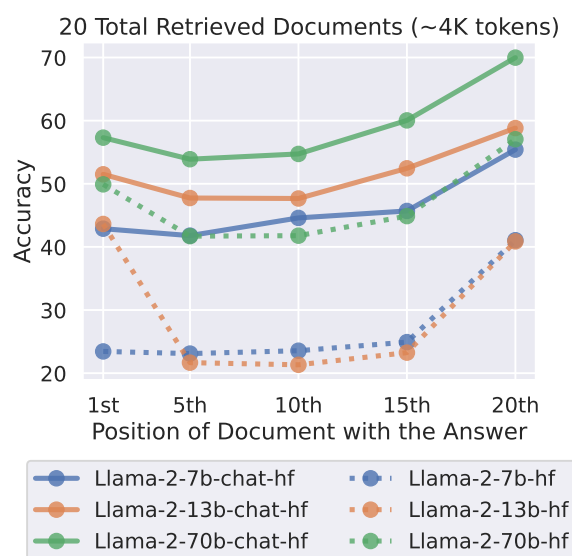 20 Total Retrieved Documents (~4K tokens)
70
60
50
40
30
20
Accuracy
1st 5th 10th 15th 20th
Position of Document with the Answer
Llama-2-7b-chat-hf Llama-2-7b-hf
Llama-2-13b-chat-hf Llama-2-13b-hf
Llama-2-70b-chat-hf Llama-2-70b-hf